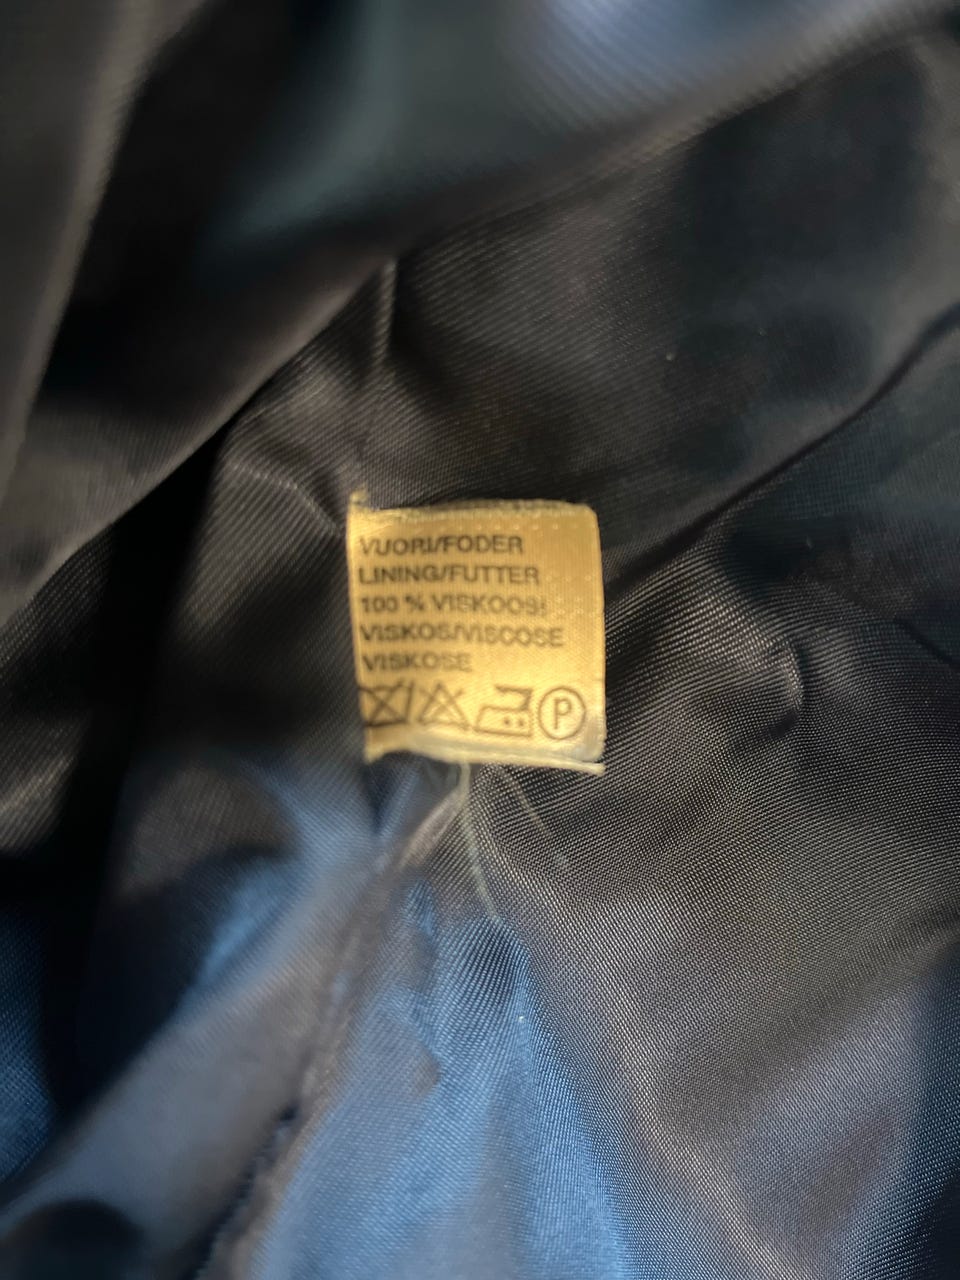 VUORI/FODER
LINING/FUTTER
100 % VISKOOSI
VISKOS/VISCOSE
VISKOSE
P